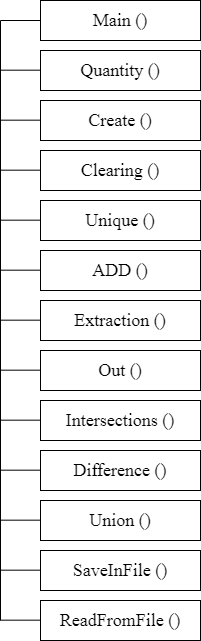 Main ()
Quantity ()
Create ()
Clearing ()
Unique ()
ADD ()
Extraction ()
Out ()
Intersections ()
Difference ()
Union ()
SaveInFile ()
ReadFromFile ()